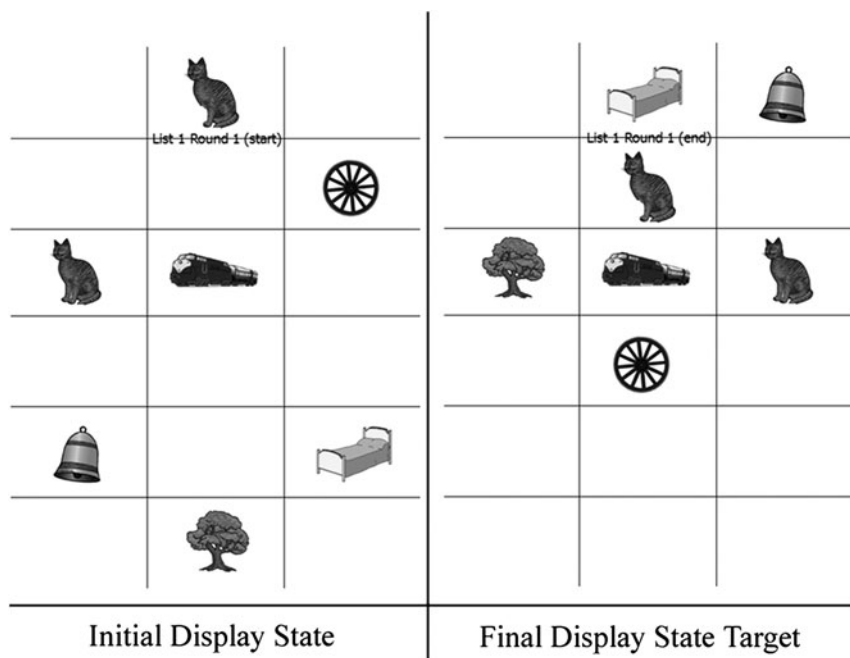 List 1 Round 1 (start)
List 1 Round 1 (end)
Initial Display State
Final Display State Target